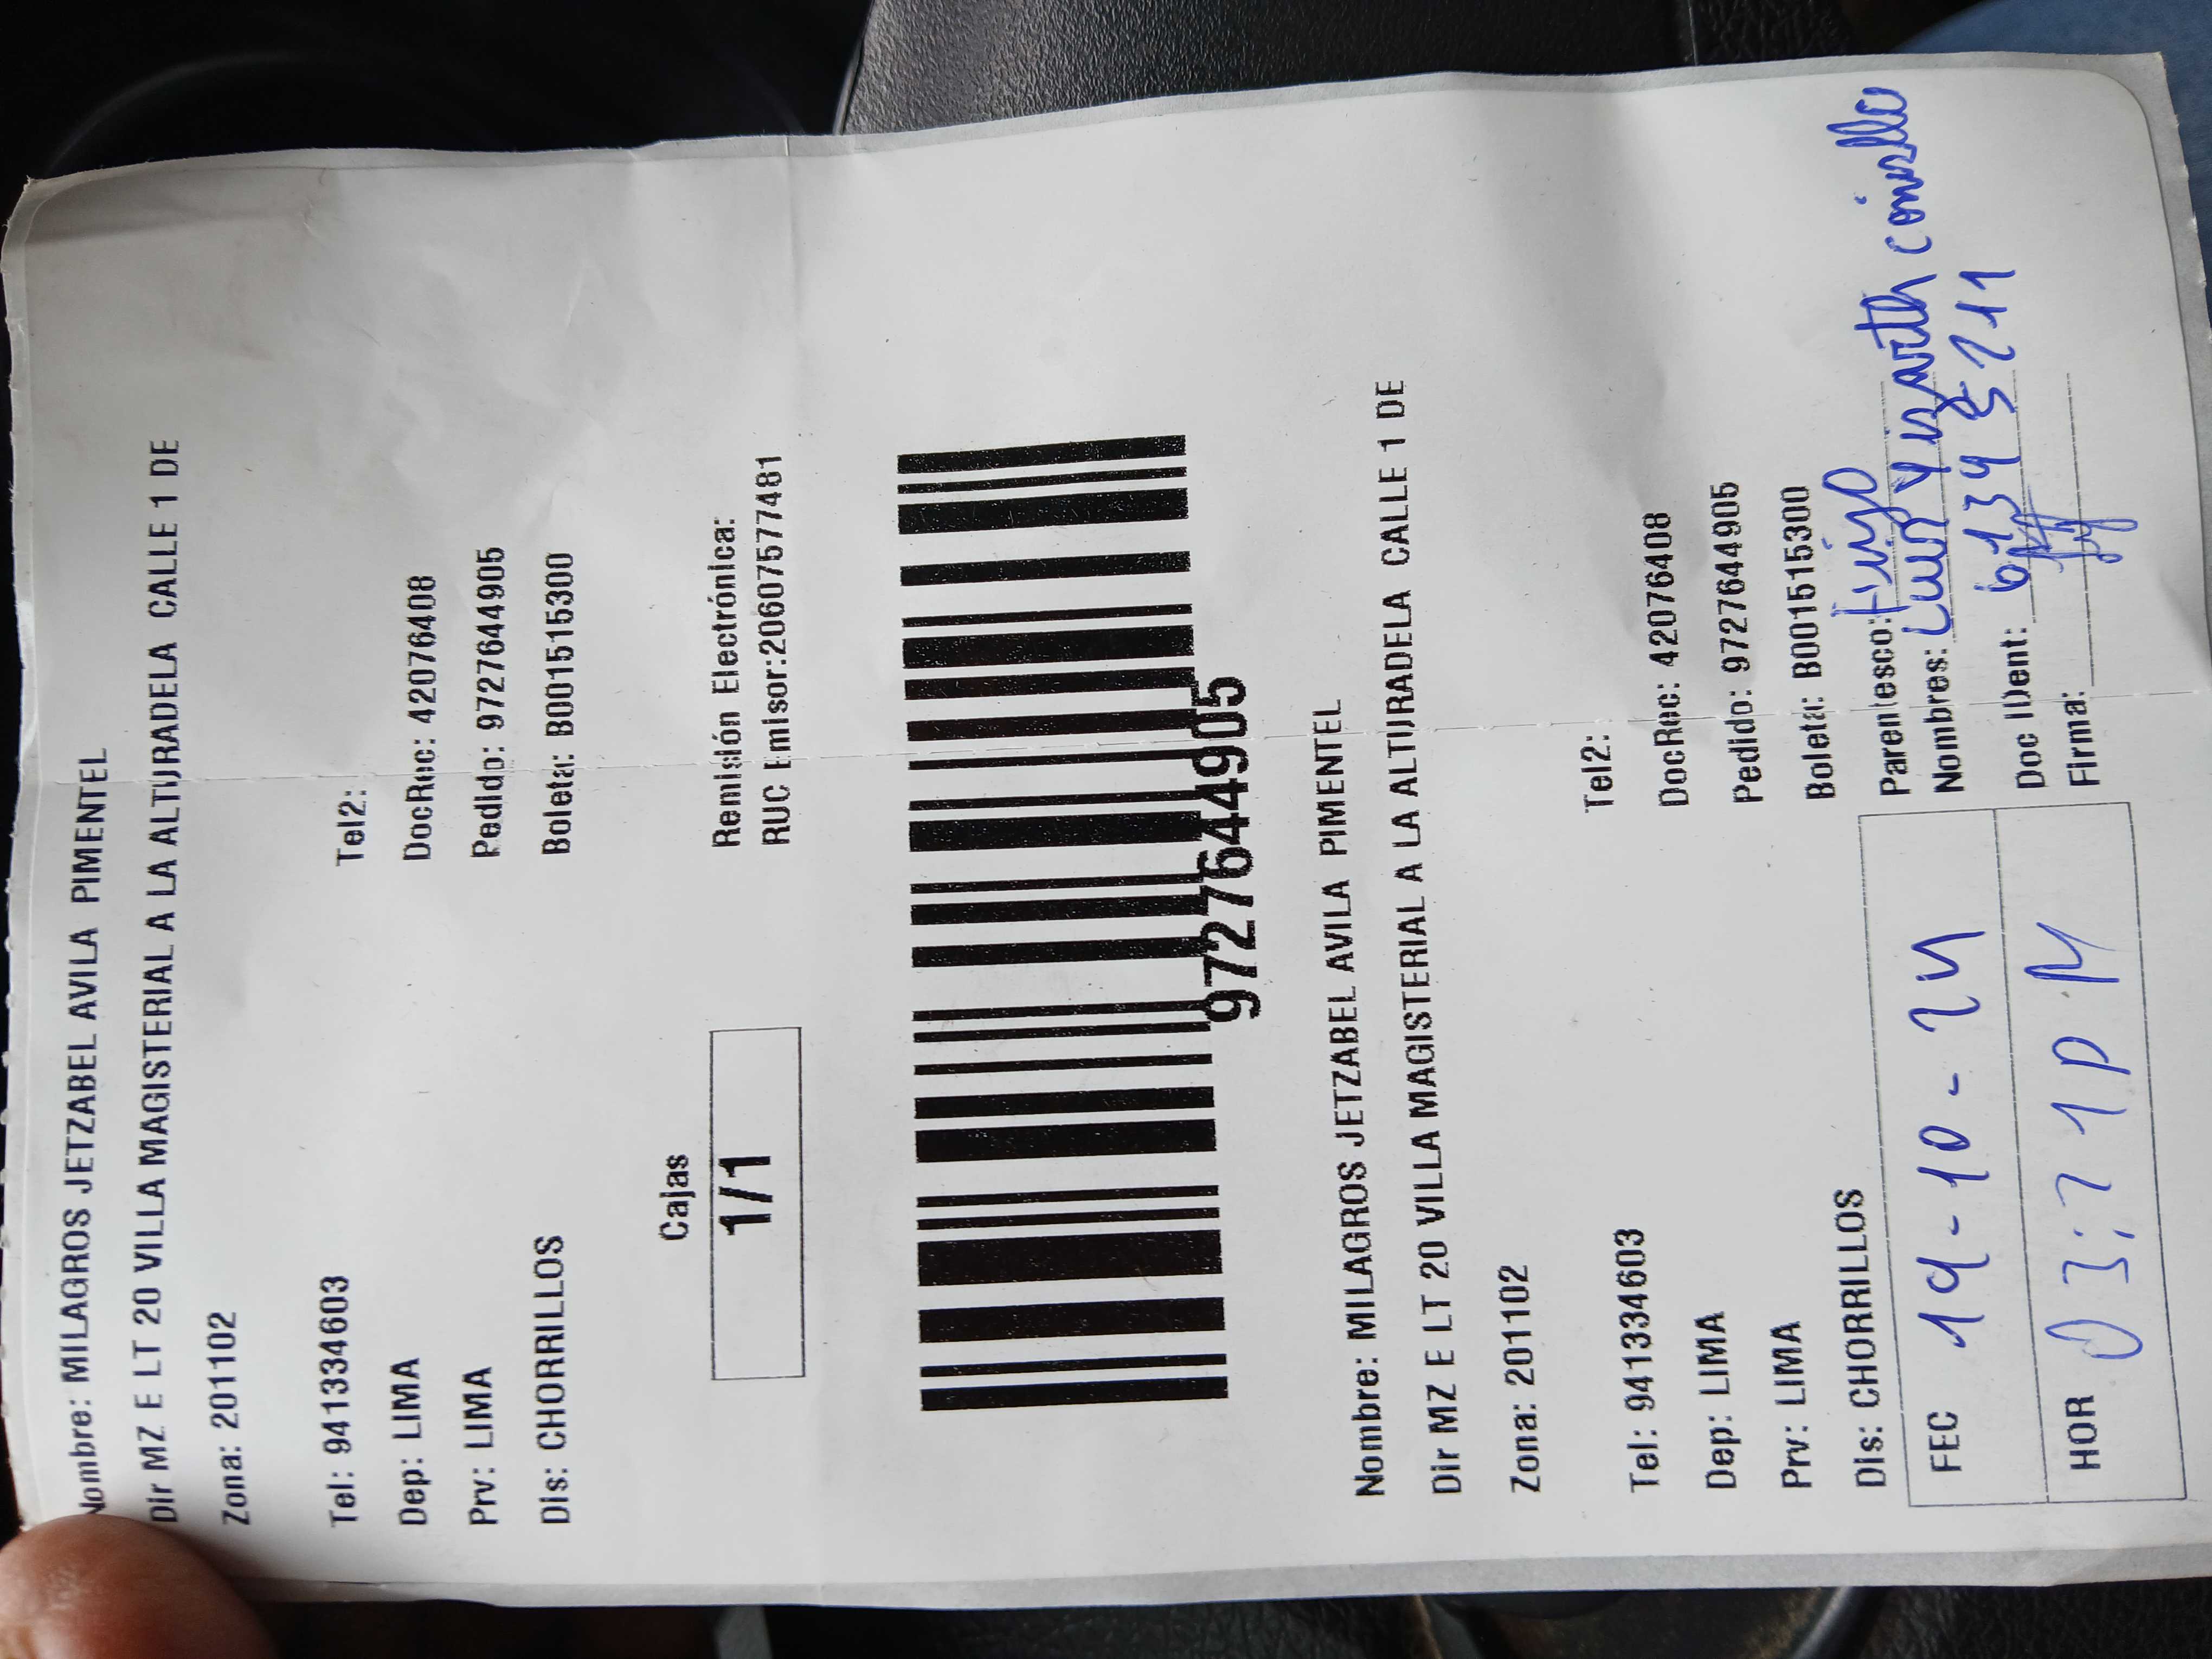 Nombre: MILAGROS JETZABEL AVILA PIMENTEL
Dir MZ E LT 20 VILLA MAGISTERIAL A LA ALTURADELA CALLE 1 DE
Zona: 201102
Tel: 941334603 Tel2:
Dep: LIMA DocRec: 42076408
Prv: LIMA Pedido: 9727644905
Dis: CHORRILLOS Boleta: B001515300
Cajas Remisión Electrónica:
1/1 RUC Emisor:20607577481
9727644905
Nombre: MILAGROS JETZABEL AVILA PIMENTEL
Dir MZ E LT 20 VILLA MAGISTERIAL A LA ALTURADELA CALLE 1 DE
Zona: 201102
Tel: 941334603 Tel2:
Dep: LIMA DocRec: 42076408
Prv: LIMA Pedido: 9727644905
Dis: CHORRILLOS Boleta: B001515300
Parentesco:
FEC 19-10-24 Nombres:
Doc IDent:
HOR Firma: